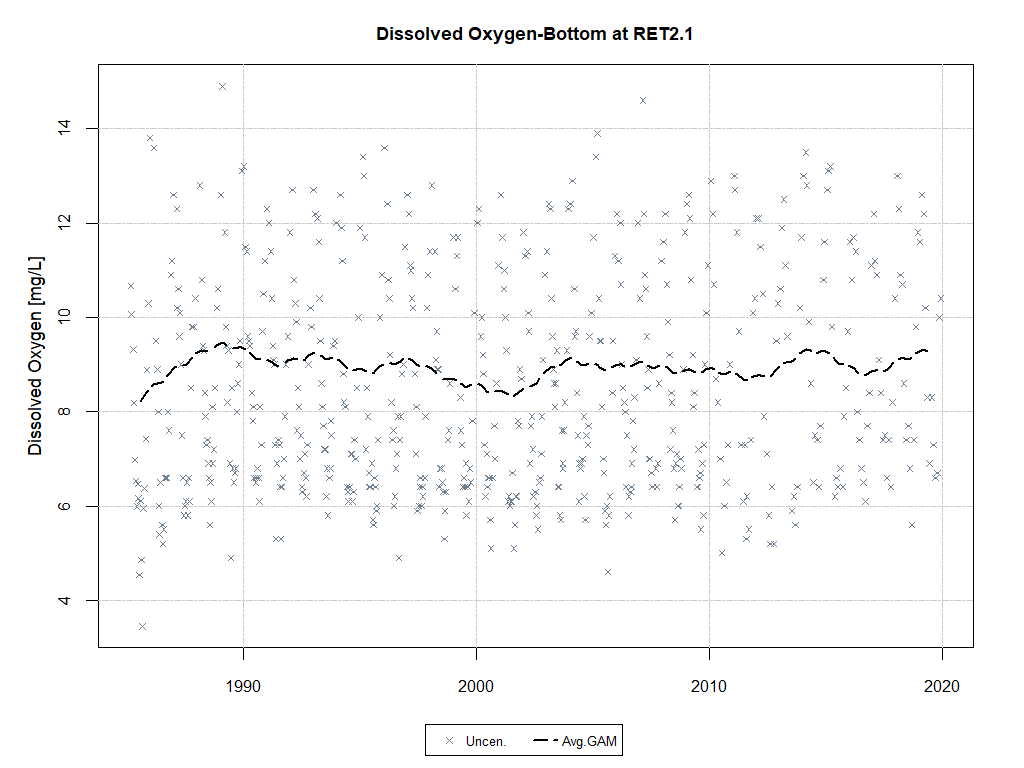 Dissolved Oxygen-Bottom at RET2.1
Dissolved Oxygen [mg/L]
14
12
10
8
6
4
1990 2000 2010 2020
Uncen. Avg.GAM